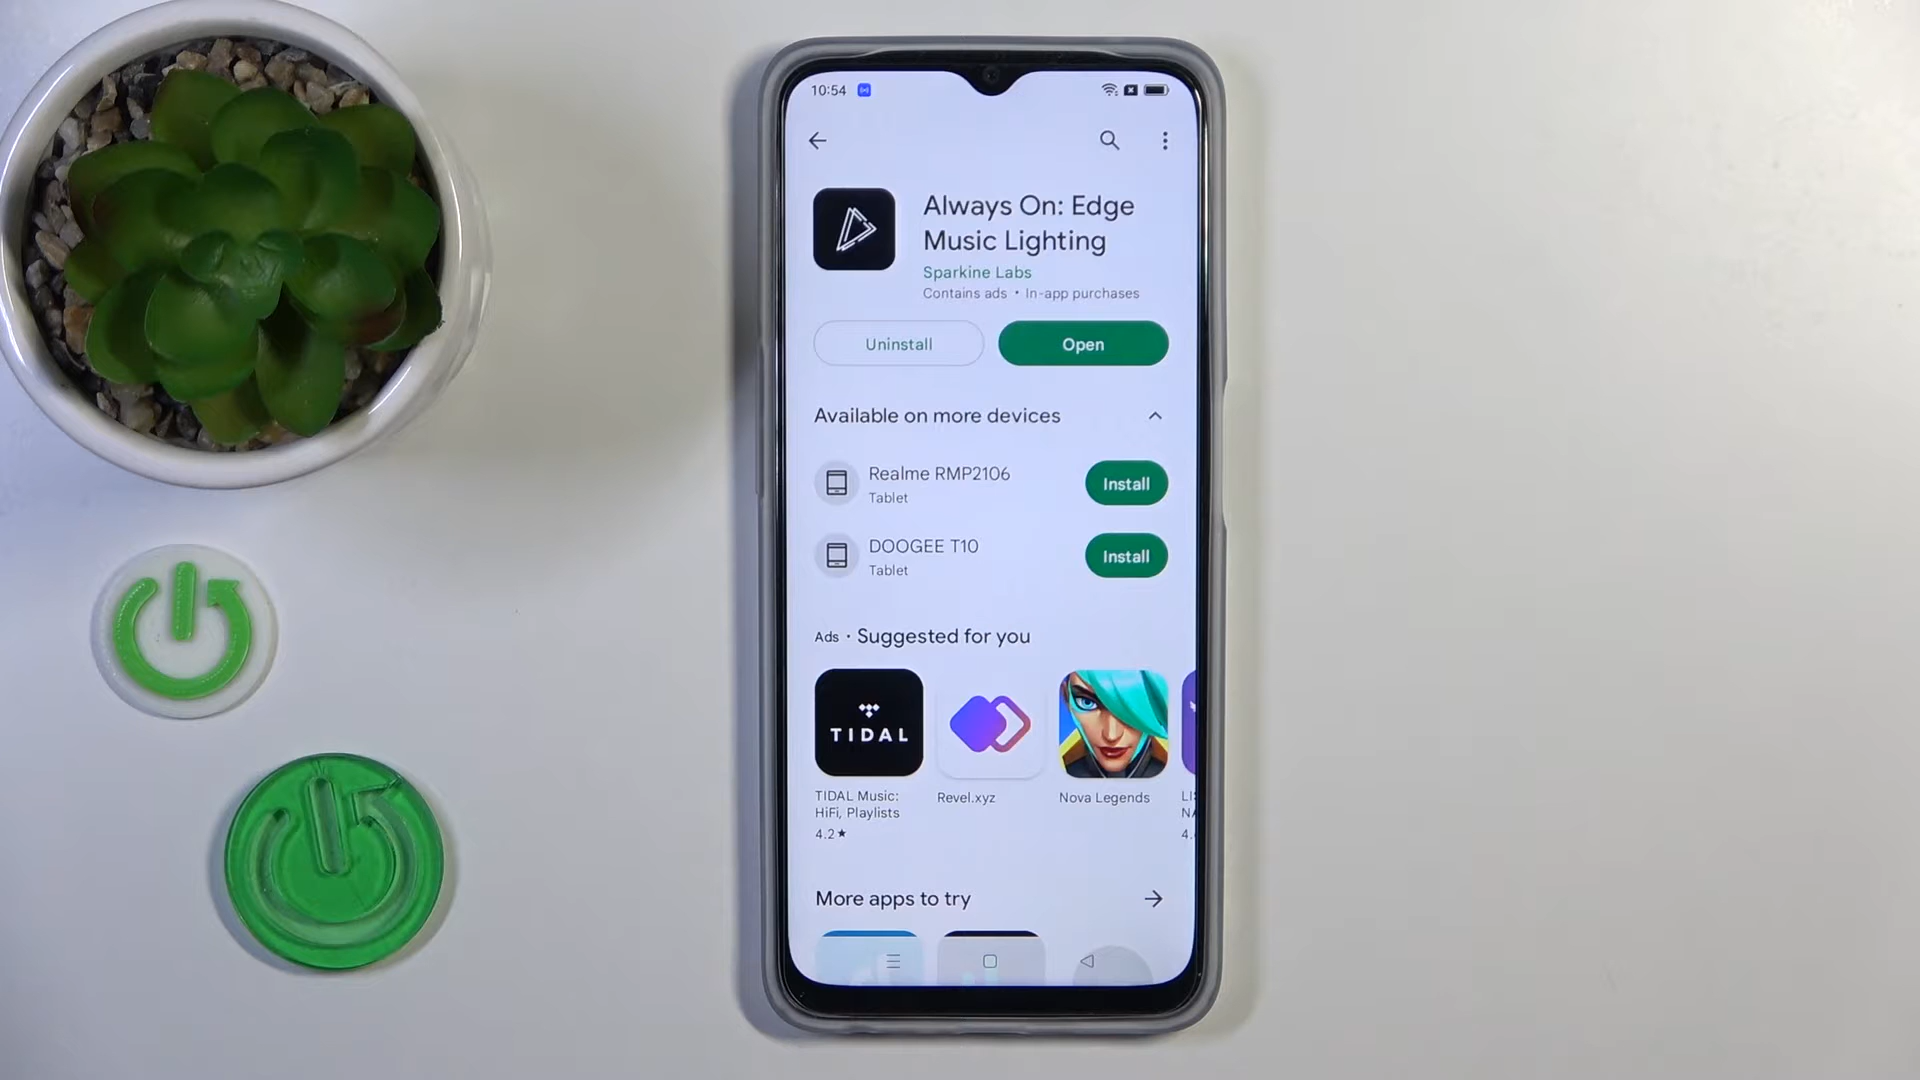 10:54
Always On: Edge
Music Lighting
Sparkine Labs
Contains ads • In-app purchases
Uninstall
Open
Available on more devices
Realme RMP2106
Tablet
Install
DOOGEE T10
Tablet
Install
Ads • Suggested for you
TIDAL
TIDAL Music:
HiFi, Playlists
4.2★
Revel.xyz
Nova Legends
More apps to try